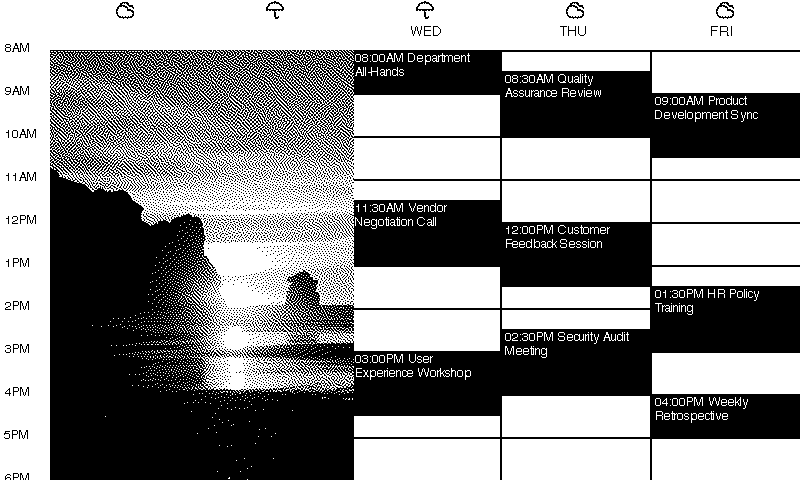 WED
THU
FRI
8AM
9AM
10AM
11AM
12PM
1PM
2PM
3PM
4PM
5PM
6PM
08:00AM Department
All-Hands
11:30AM Vendor
Negotiation Call
03:00PM User
Experience Workshop
08:30AM Quality
Assurance Review
12:00PM Customer
Feedback Session
02:30PM Security Audit
Meeting
09:00AM Product
Development Sync
01:30PM HR Policy
Training
04:00PM Weekly
Retrospective